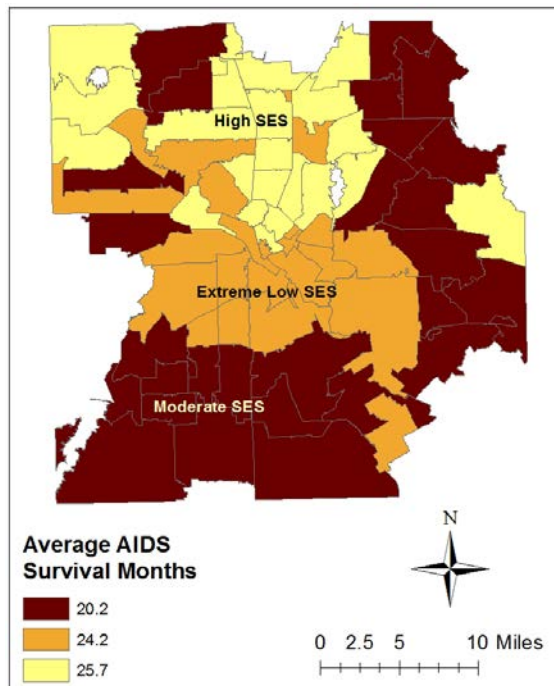 High SES
Extreme Low SES
Moderate SES
Average AIDS
Survival Months
20.2
24.2
25.7
N
0 2.5 5 10 Miles